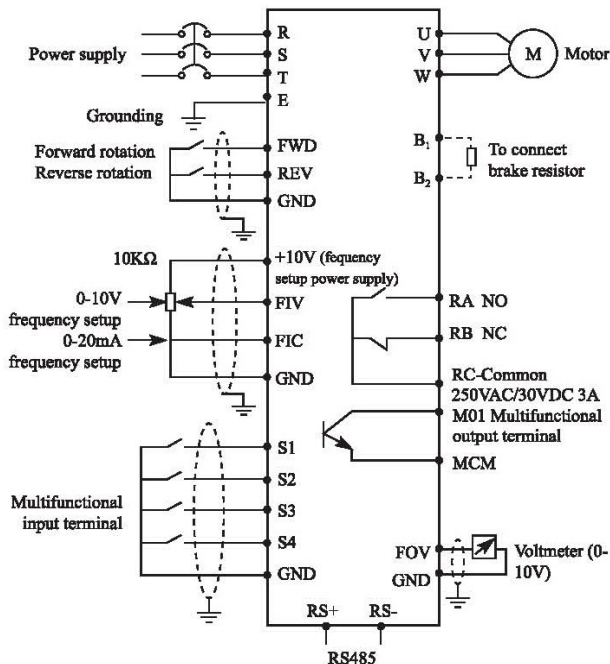 Power supply
R
S
T
E
Grounding
Forward rotation
Reverse rotation
FWD
REV
GND
10KΩ
+10V (fequency
setup power supply)
0-10V
frequency setup
FIV
0-20mA
frequency setup
FIC
GND
Multifunctional
input terminal
S1
S2
S3
S4
GND
U
V
W
M
Motor
B₁
B₂
To connect
brake resistor
RA NO
RB NC
RC-Common
250VAC/30VDC 3A
M01 Multifunctional
output terminal
MCM
FOV
GND
Voltmeter (0-
10V)
RS+
RS-
RS485